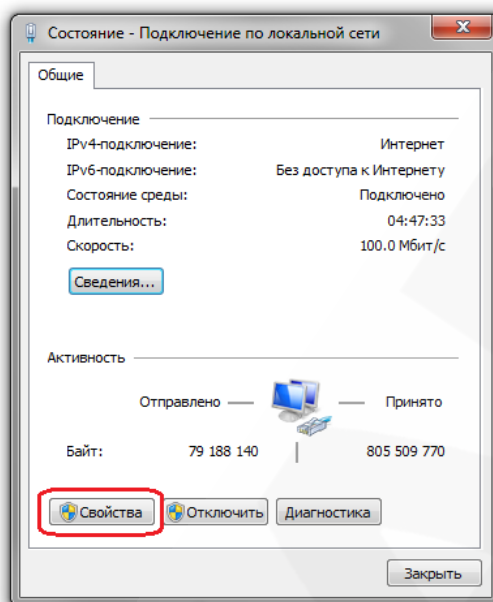 Состояние - Подключение по локальной сети
Общие
Подключение
IPv4-подключение: Интернет
IPv6-подключение: Без доступа к Интернету
Состояние среды: Подключено
Длительность: 04:47:33
Скорость: 100.0 Мбит/с
Сведения...
Активность
Отправлено Принято
Байт: 79 188 140 805 509 770
Свойства Отключить Диагностика
Закрыть